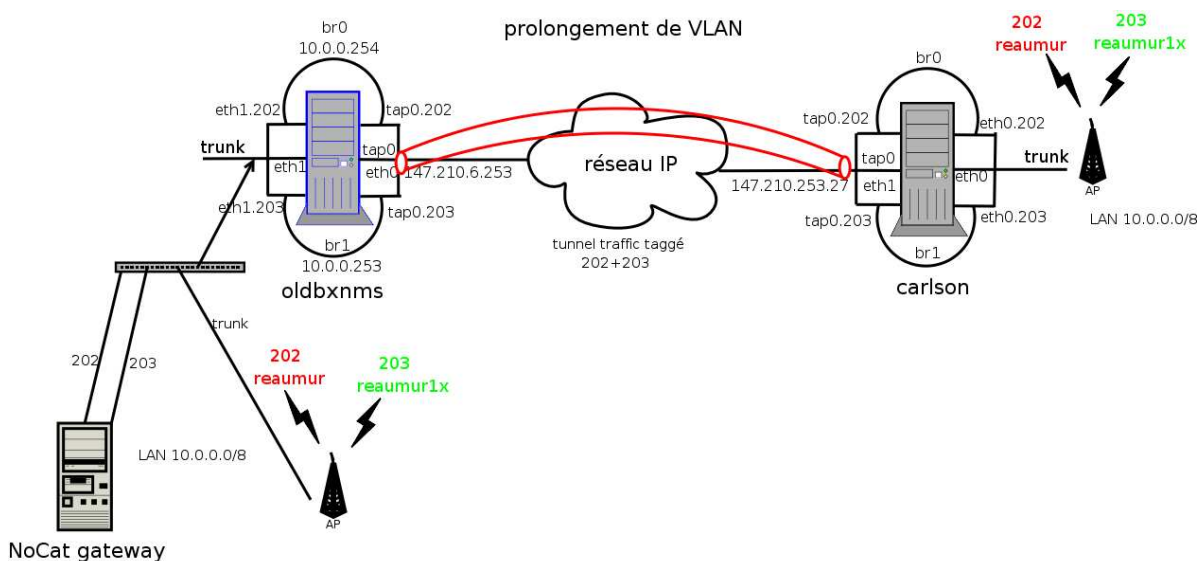 prolongement de VLAN
br0
10.0.0.254
eth1.202
tap0.202
trunk
eth1
tap0
eth0
147.210.6.253
eth1.203
tap0.203
br1
10.0.0.253
oldbxnms
réseau IP
tunnel traffic taggé
202+203
147.210.253.27
br0
tap0.202
eth0.202
tap0
eth1
eth0
trunk
tap0.203
eth0.203
br1
carlson
202
reaumur
203
reaumur1x
AP
LAN 10.0.0.0/8
trunk
202
203
202
reaumur
203
reaumur1x
LAN 10.0.0.0/8
AP
NoCat gateway